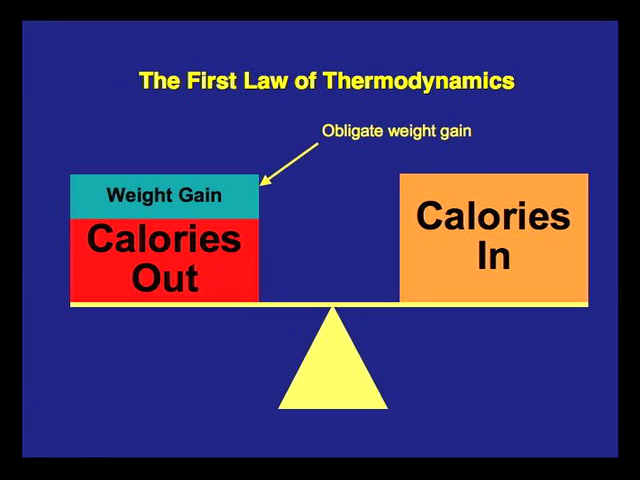 The First Law of Thermodynamics
Obligate weight gain
Weight Gain
Calories
Out
Calories
In